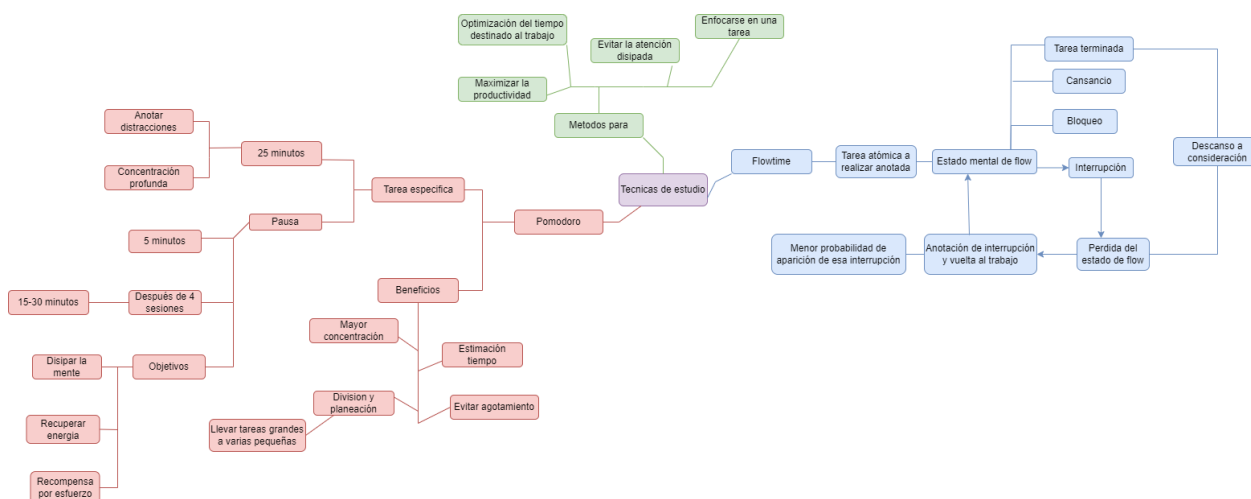 Optimización del tiempo
destinado al trabajo
Evitar la atención
disipada
Enfocarse en una
tarea
Maximizar la
productividad
Metodos para
Tecnicas de estudio
Flowtime
Tarea atómica a
realizar anotada
Estado mental de flow
Tarea terminada
Cansancio
Bloqueo
Interrupción
Descanso a
consideración
Perdida del
estado de flow
Anotación de interrupción
y vuelta al trabajo
Menor probabilidad de
aparición de esa interrupción
Pomodoro
Tarea especifica
25 minutos
Anotar
distracciones
Concentración
profunda
Pausa
5 minutos
Después de 4
sesiones
15-30 minutos
Objetivos
Disipar la
mente
Recuperar
energia
Recompensa
por esfuerzo
Beneficios
Mayor
concentración
Estimación
tiempo
Division y
planeación
Llevar tareas grandes
a varias pequeñas
Evitar agotamiento